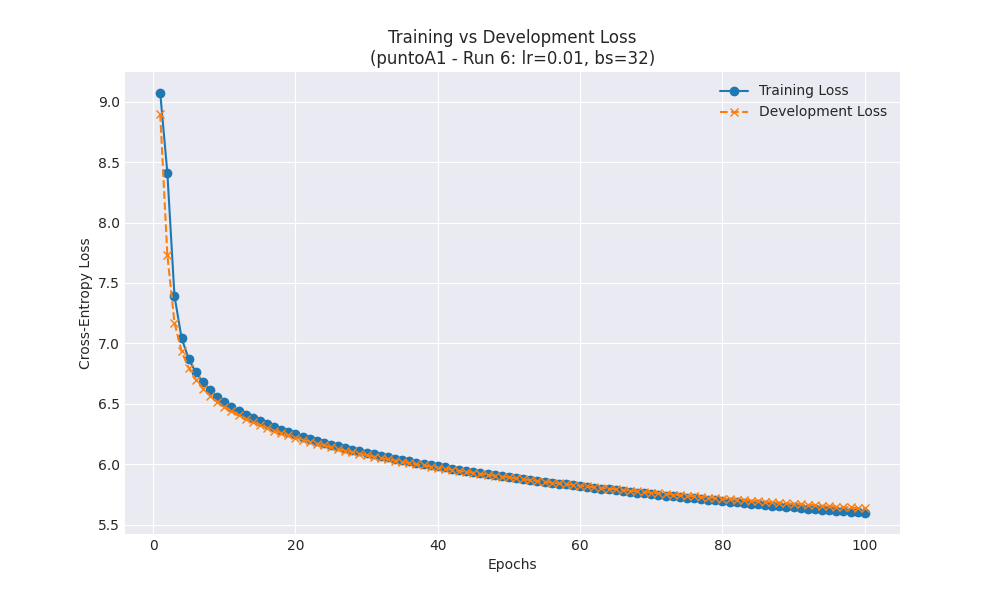 Training vs Development Loss
(puntoA1 - Run 6: lr=0.01, bs=32)
Training Loss
Development Loss
Cross-Entropy Loss
9.0
8.5
8.0
7.5
7.0
6.5
6.0
5.5
0 20 40 60 80 100
Epochs